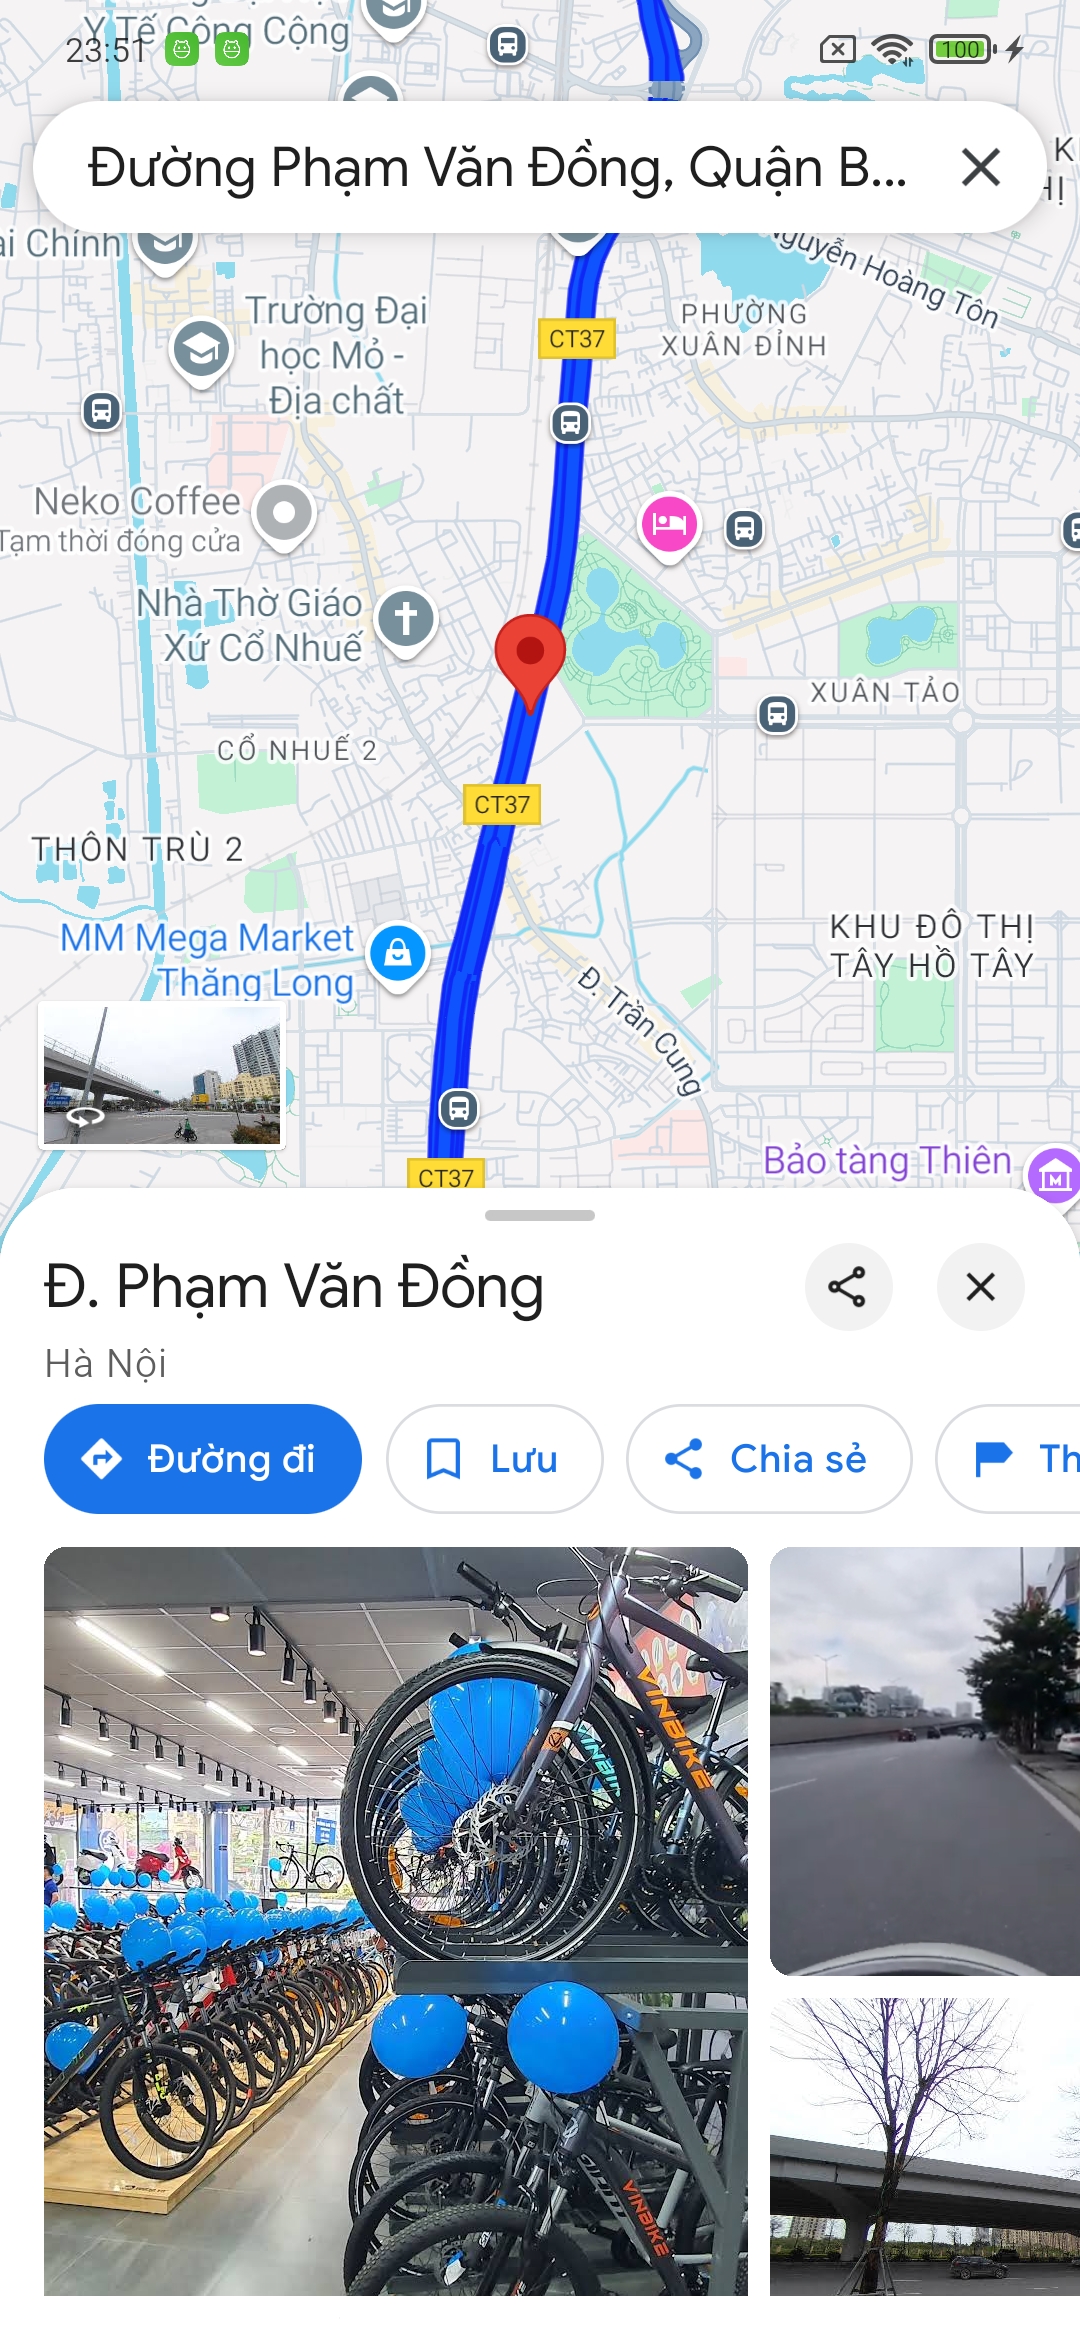 Y Tế Công Cộng
23:51
100
Đường Phạm Văn Đồng, Quận B...
ài Chính
Nguyễn Hoàng Tôn
Trường Đại
học Mỏ -
Địa chất
CT37
PHƯỜNG
XUÂN ĐỈNH
Neko Coffee
Tạm thời đóng cửa
Nhà Thờ Giáo
Xứ Cổ Nhuế
XUÂN TẢO
CỔ NHUẾ 2
CT37
THÔN TRÙ 2
MM Mega Market
Thăng Long
KHU ĐÔ THỊ
TÂY HỒ TÂY
Đ. Trần Cung
CT37
Bảo tàng Thiên
Đ. Phạm Văn Đồng
Hà Nội
Đường đi
Lưu
Chia sẻ
Th
VINBIKE
VINBIKE
VINBIKE